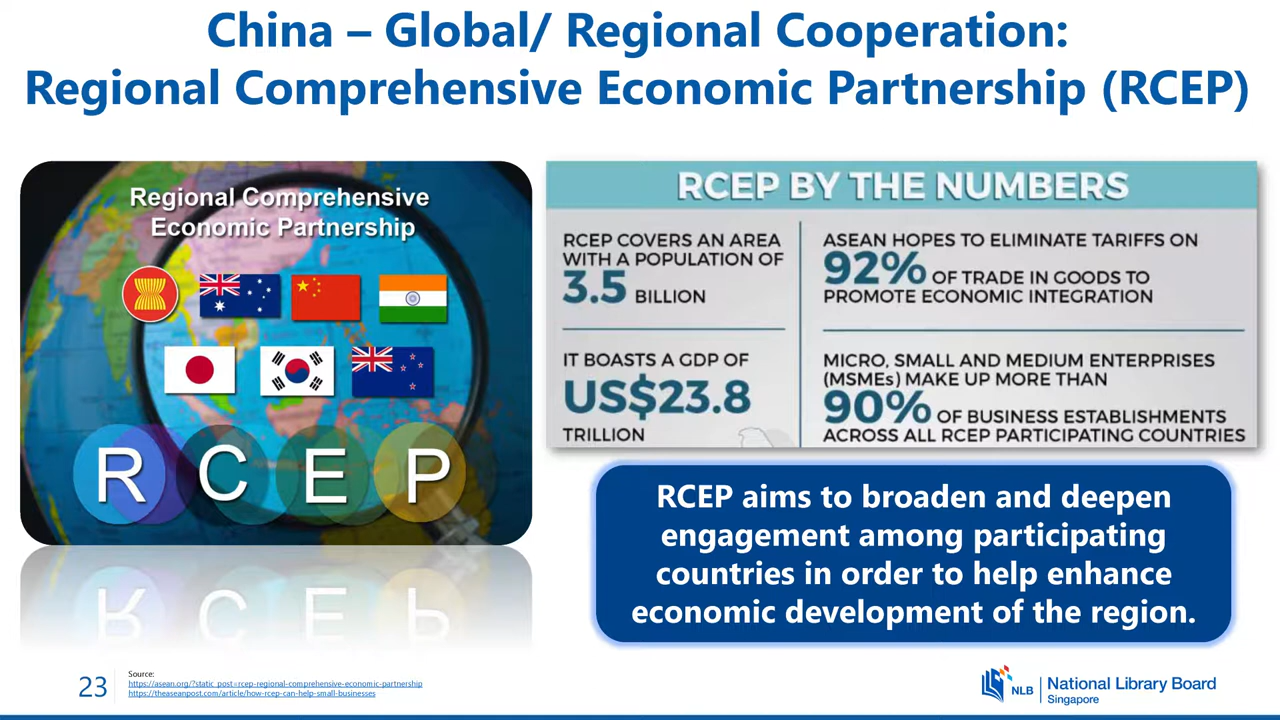 China – Global/ Regional Cooperation:
Regional Comprehensive Economic Partnership (RCEP)
Regional Comprehensive
Economic Partnership
R C E P
RCEP BY THE NUMBERS
RCEP COVERS AN AREA
WITH A POPULATION OF
3.5 BILLION
IT BOASTS A GDP OF
US$23.8
TRILLION
ASEAN HOPES TO ELIMINATE TARIFFS ON
92% OF TRADE IN GOODS TO
PROMOTE ECONOMIC INTEGRATION
MICRO, SMALL AND MEDIUM ENTERPRISES
(MSMEs) MAKE UP MORE THAN
90% OF BUSINESS ESTABLISHMENTS
ACROSS ALL RCEP PARTICIPATING COUNTRIES
RCEP aims to broaden and deepen
engagement among participating
countries in order to help enhance
economic development of the region.
23
Source:
https://asean.org/?static_post=rcep-regional-comprehensive-economic-partnership
https://theaseanpost.com/article/how-rcep-can-help-small-businesses
NLB
National Library Board
Singapore